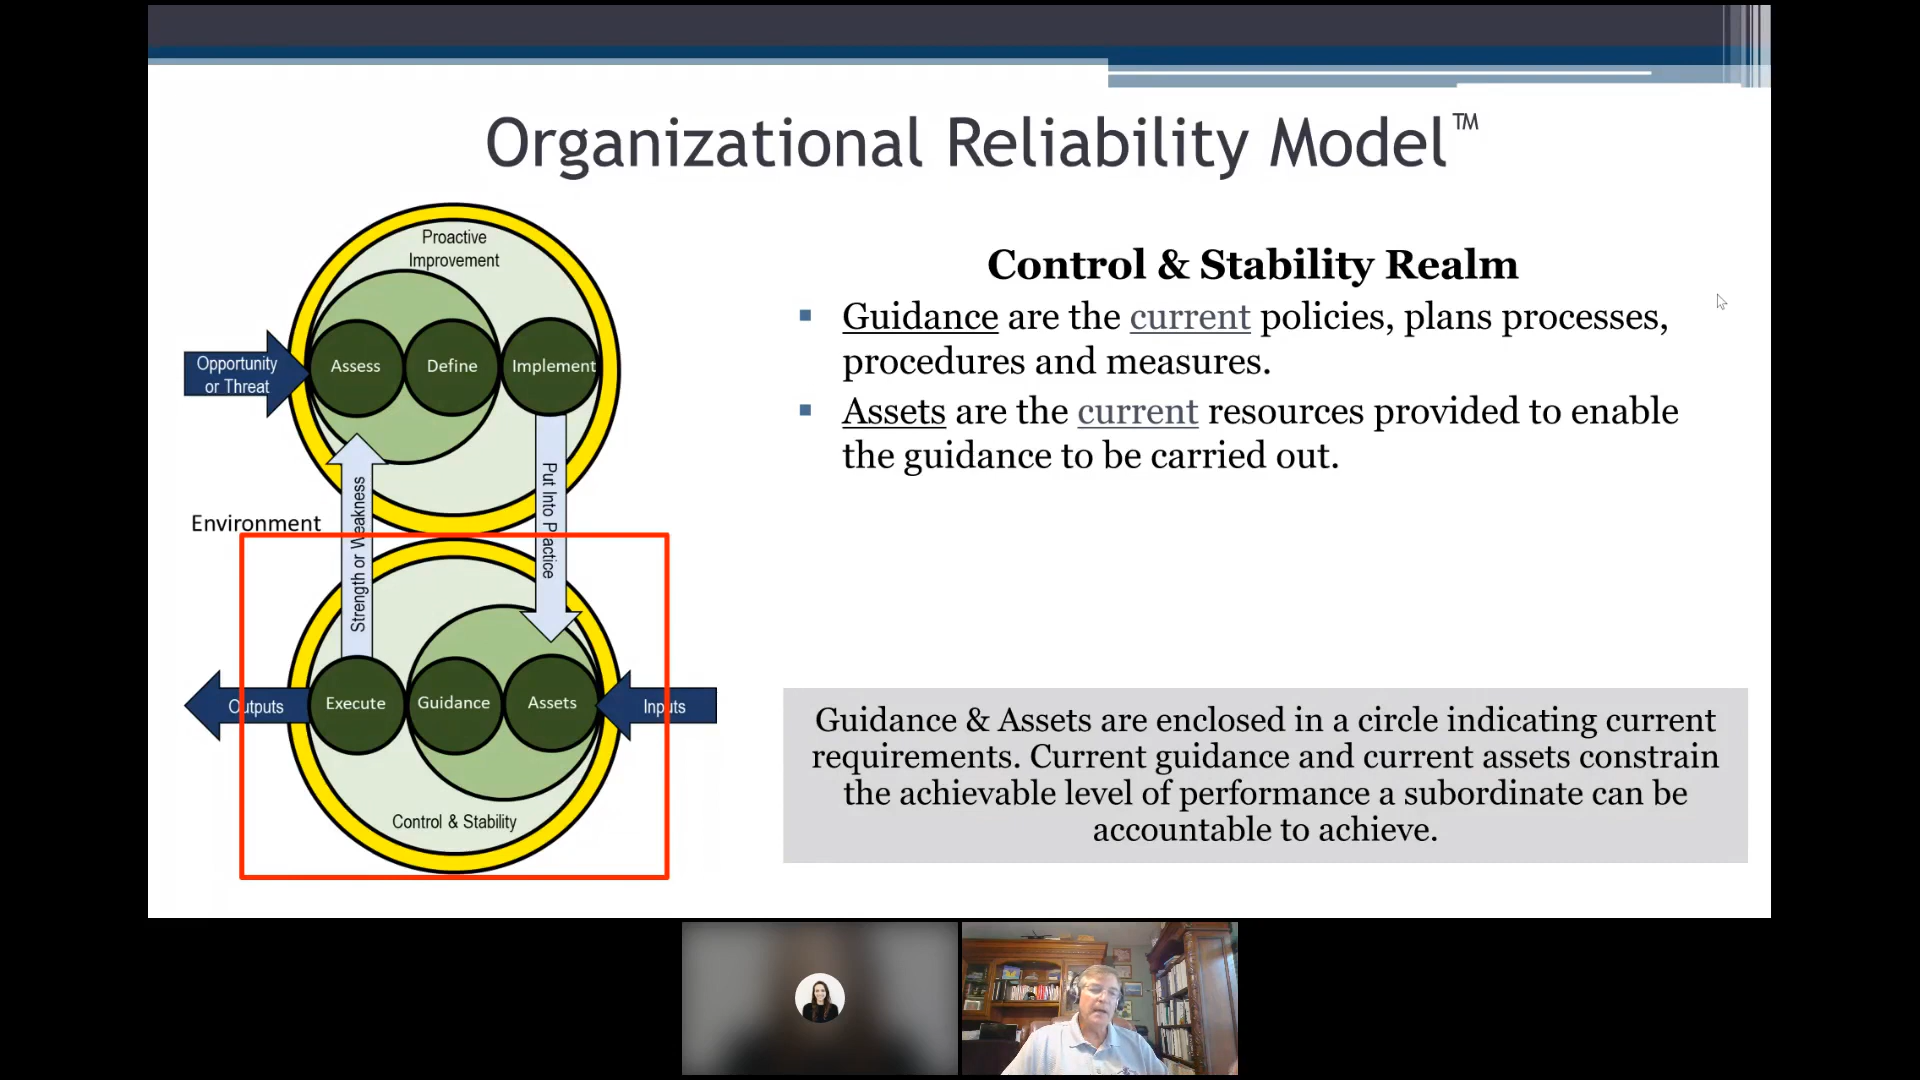 Organizational Reliability Model™
Proactive
Improvement
Opportunity
or Threat
Assess
Define
Implement
Strength or Weakness
Put Into Practice
Environment
Outputs
Execute
Guidance
Assets
Inputs
Control & Stability
Control & Stability Realm
Guidance are the current policies, plans processes,
procedures and measures.
Assets are the current resources provided to enable
the guidance to be carried out.
Guidance & Assets are enclosed in a circle indicating current
requirements. Current guidance and current assets constrain
the achievable level of performance a subordinate can be
accountable to achieve.